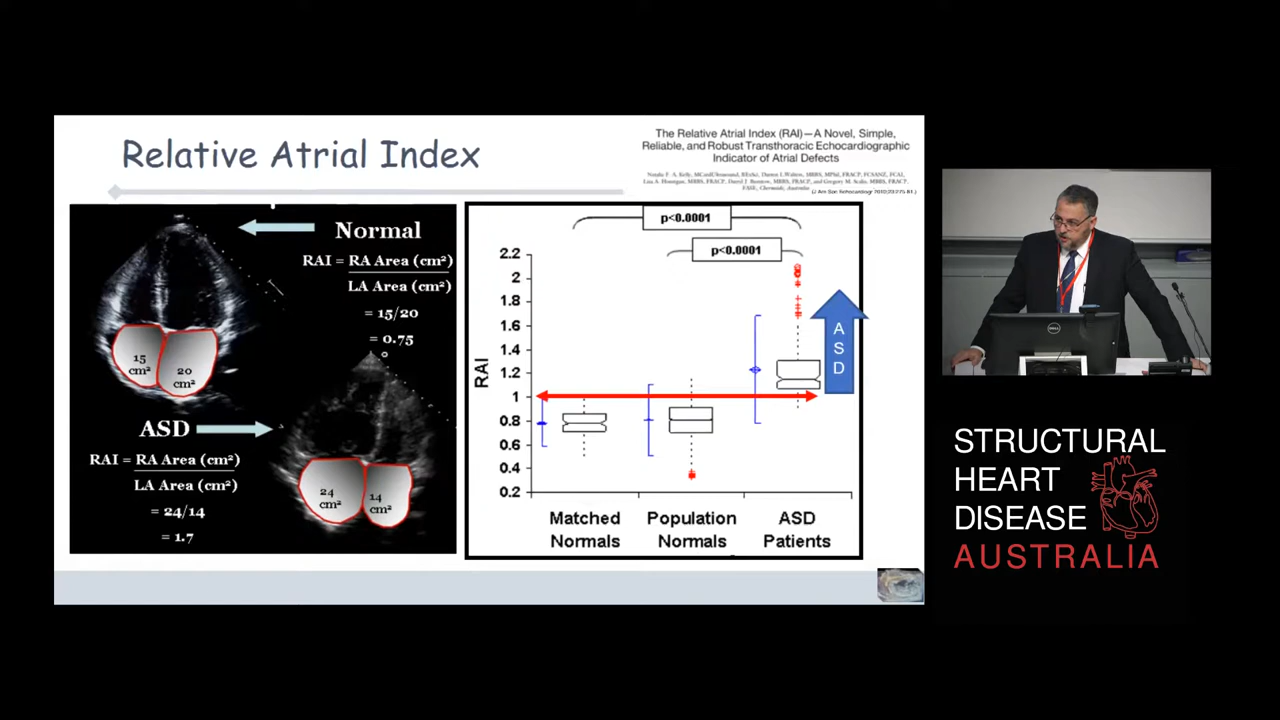 Relative Atrial Index
The Relative Atrial Index (RAI)—A Novel, Simple,
Reliable, and Robust Transthoracic Echocardiographic
Indicator of Atrial Defects
Normal
RAI = RA Area (cm²)
LA Area (cm²)
= 15/20
= 0.75
15
cm²
20
cm²
ASD
RAI = RA Area (cm²)
LA Area (cm²)
= 24/14
= 1.7
24
cm²
14
cm²
p<0.0001
p<0.0001
2.2
2
1.8
1.6
1.4
1.2
1
0.8
0.6
0.4
0.2
RAI
A
S
D
Matched
Normals
Population
Normals
ASD
Patients
DELL
STRUCTURAL
HEART
DISEASE
AUSTRALIA